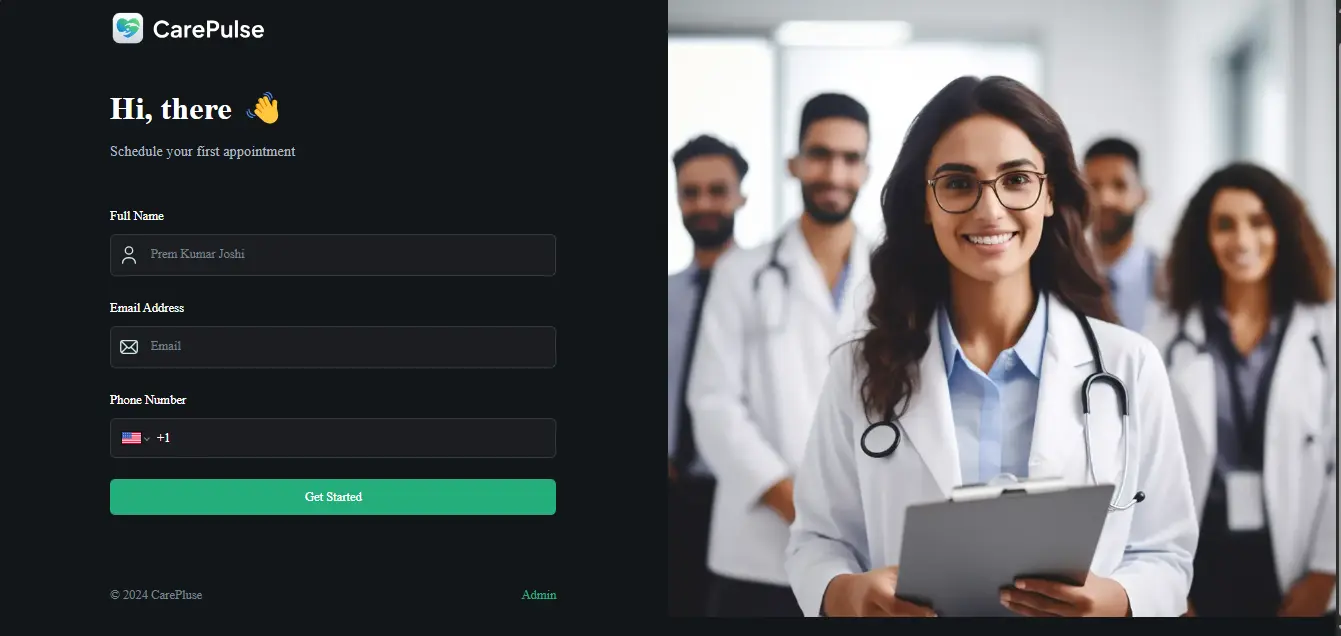 CarePulse
Hi, there 👋
Schedule your first appointment
Full Name
Prem Kumar Joshi
Email Address
Email
Phone Number
+1
Get Started
© 2024 CarePluse
Admin